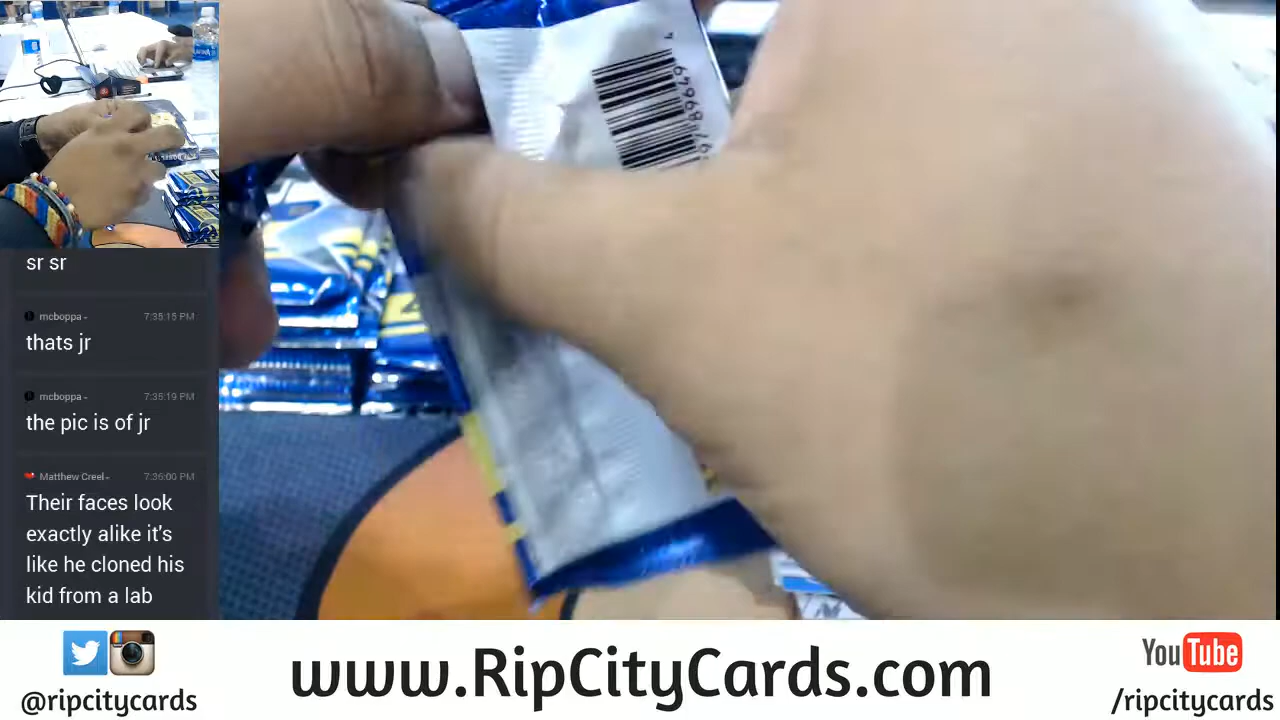 sr sr
mcboppa-
7:35:15 PM
thats jr
mcboppa-
7:35:19 PM
the pic is of jr
Matthew Creel-
7:36:00 PM
Their faces look
exactly alike it's
like he cloned his
kid from a lab
@ripcitycards
www.RipCityCards.com
YouTube
/ripcitycards